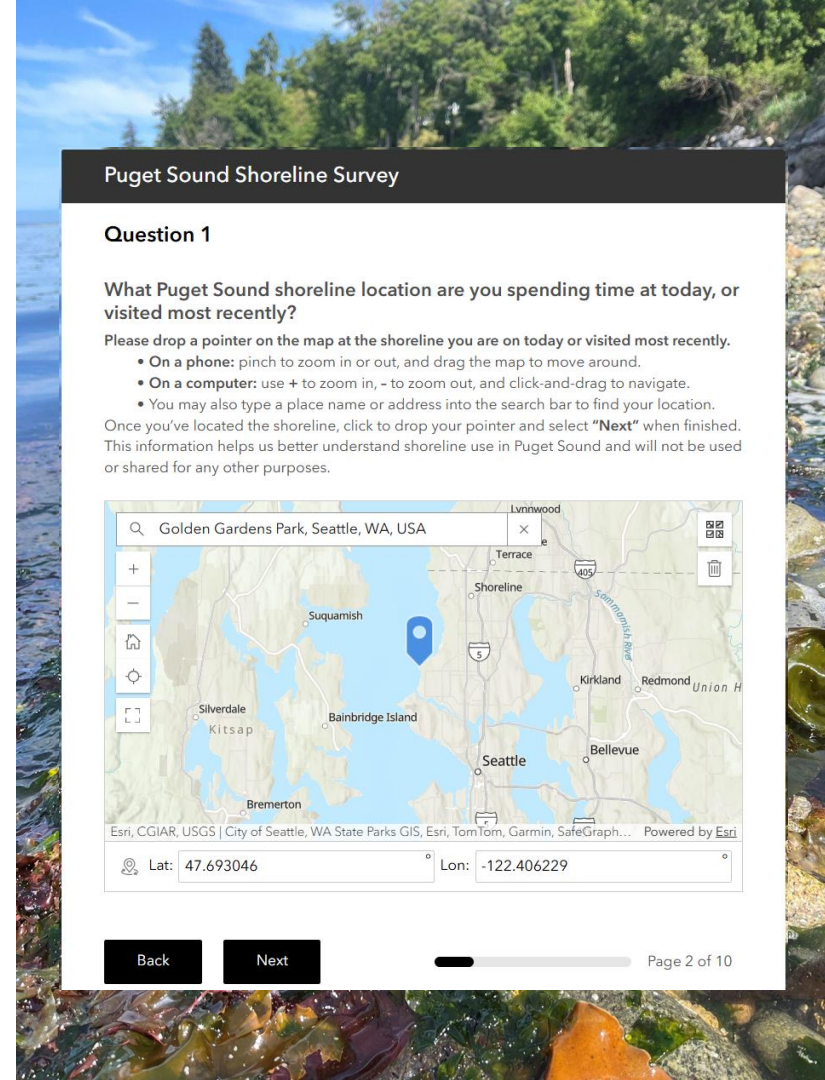 Puget Sound Shoreline Survey
Question 1
What Puget Sound shoreline location are you spending time at today, or
visited most recently?
Please drop a pointer on the map at the shoreline you are on today or visited most recently.
• On a phone: pinch to zoom in or out, and drag the map to move around.
• On a computer: use + to zoom in, - to zoom out, and click-and-drag to navigate.
• You may also type a place name or address into the search bar to find your location.
Once you've located the shoreline, click to drop your pointer and select “Next” when finished.
This information helps us better understand shoreline use in Puget Sound and will not be used
or shared for any other purposes.
Lynnwood
Golden Gardens Park, Seattle, WA, USA
Terrace
405
Shoreline
Sammamish River
Suquamish
5
Kirkland
Redmond
Union H
Silverdale
Kitsap
Bainbridge Island
Seattle
Bellevue
Bremerton
5
Esri, CGIAR, USGS | City of Seattle, WA State Parks GIS, Esri, TomTom, Garmin, SafeGraph... Powered by Esri
Lat: 47.693046 ° Lon: -122.406229 °
Back Next Page 2 of 10